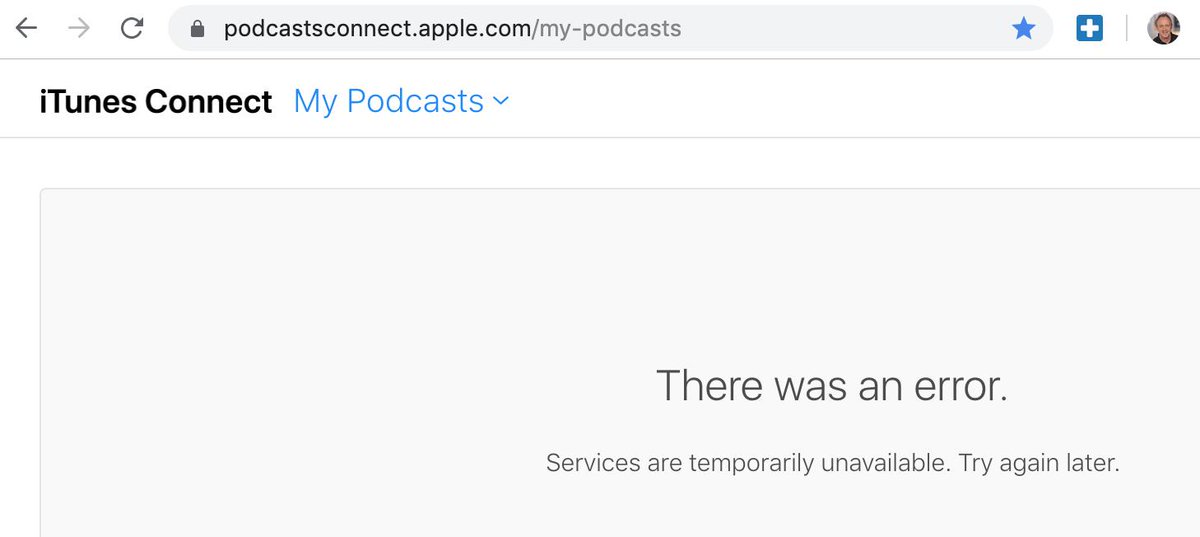 podcastsconnect.apple.com/my-podcasts
iTunes Connect My Podcasts
There was an error.
Services are temporarily unavailable. Try again later.